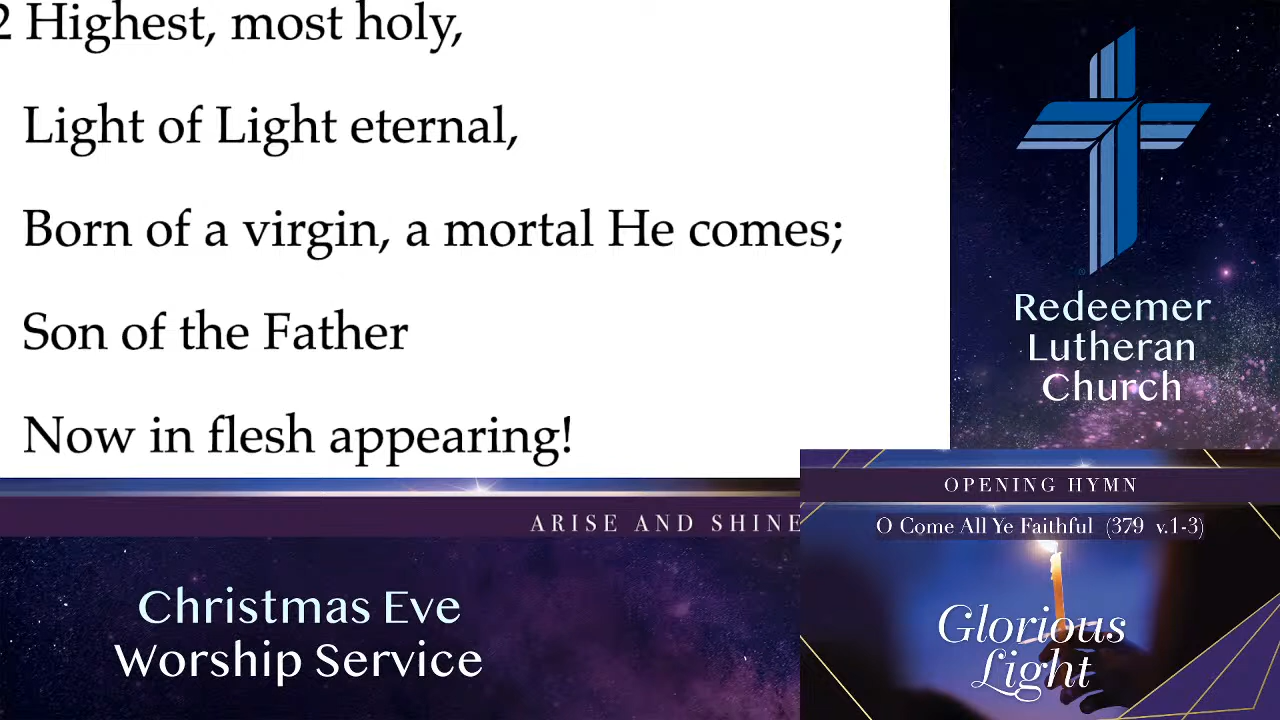 2 Highest, most holy,
Light of Light eternal,
Born of a virgin, a mortal He comes;
Son of the Father
Now in flesh appearing!
®
Redeemer
Lutheran
Church
ARISE AND SHINE
Christmas Eve
Worship Service
OPENING HYMN
O Come All Ye Faithful (379 v.1-3)
Glorious
Light